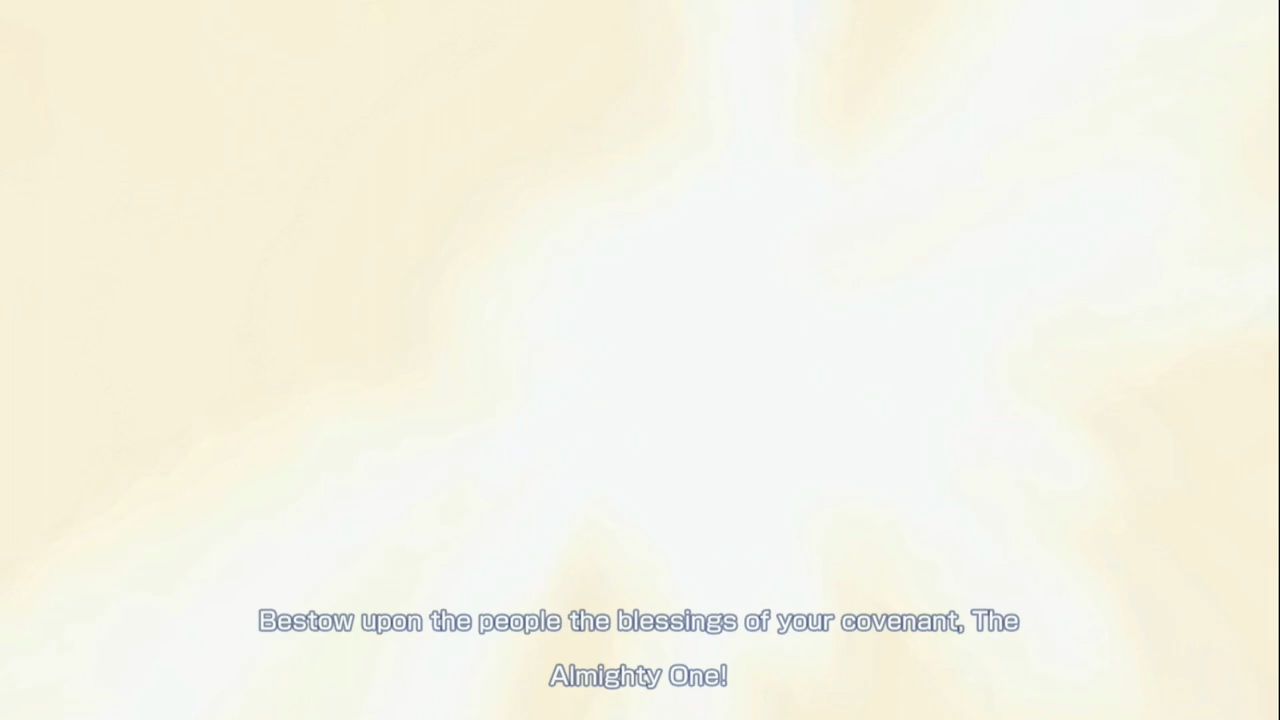 Bestow upon the people the blessings of your covenant, The
Almighty One!